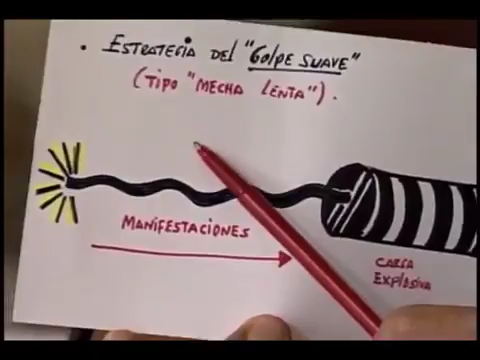 • ESTRATEGIA DEL "GOLPE SUAVE"
(TIPO "MECHA LENTA").
MANIFESTACIONES
CARGA
EXPLOSIVA